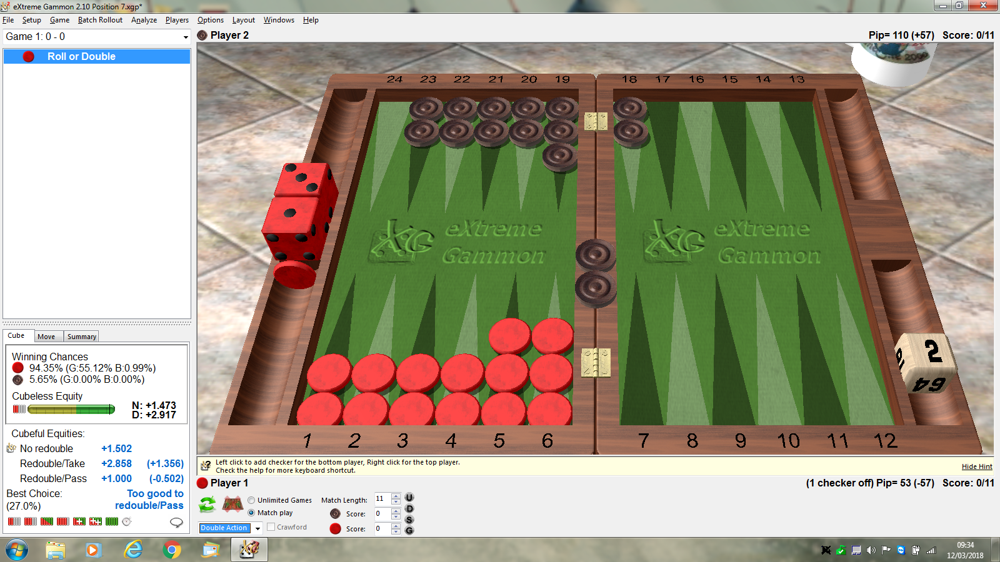 eXtreme Gammon 2.10 Position 7.xgp*
File Setup Game Batch Rollout Analyze Players Options Layout Windows Help
Game 1: 0 - 0
Player 2
Pip= 110 (+57) Score: 0/11
Roll or Double
24 23 22 21 20 19 18 17 16 15 14 13
eXtreme Gammon
XG
eXtreme Gammon
XG
2
64
1 2 3 4 5 6 7 8 9 10 11 12
Cube Move Summary
Winning Chances
94.35% (G:55.12% B:0.99%)
5.65% (G:0.00% B:0.00%)
Cubeless Equity
N: +1.473
D: +2.917
Cubeful Equities:
No redouble +1.502
Redouble/Take +2.858 (+1.356)
Redouble/Pass +1.000 (-0.502)
Best Choice: Too good to
(27.0%) redouble/Pass
Left click to add checker for the bottom player, Right click for the top player.
Check the help for more keyboard shortcut.
Hide Hint
Player 1
(1 checker off) Pip= 53 (-57) Score: 0/11
Unlimited Games
Match play
Match Length: 11
Score: 0
Score: 0
U
D
S
G
Double Action
Crawford
09:34
12/03/2018